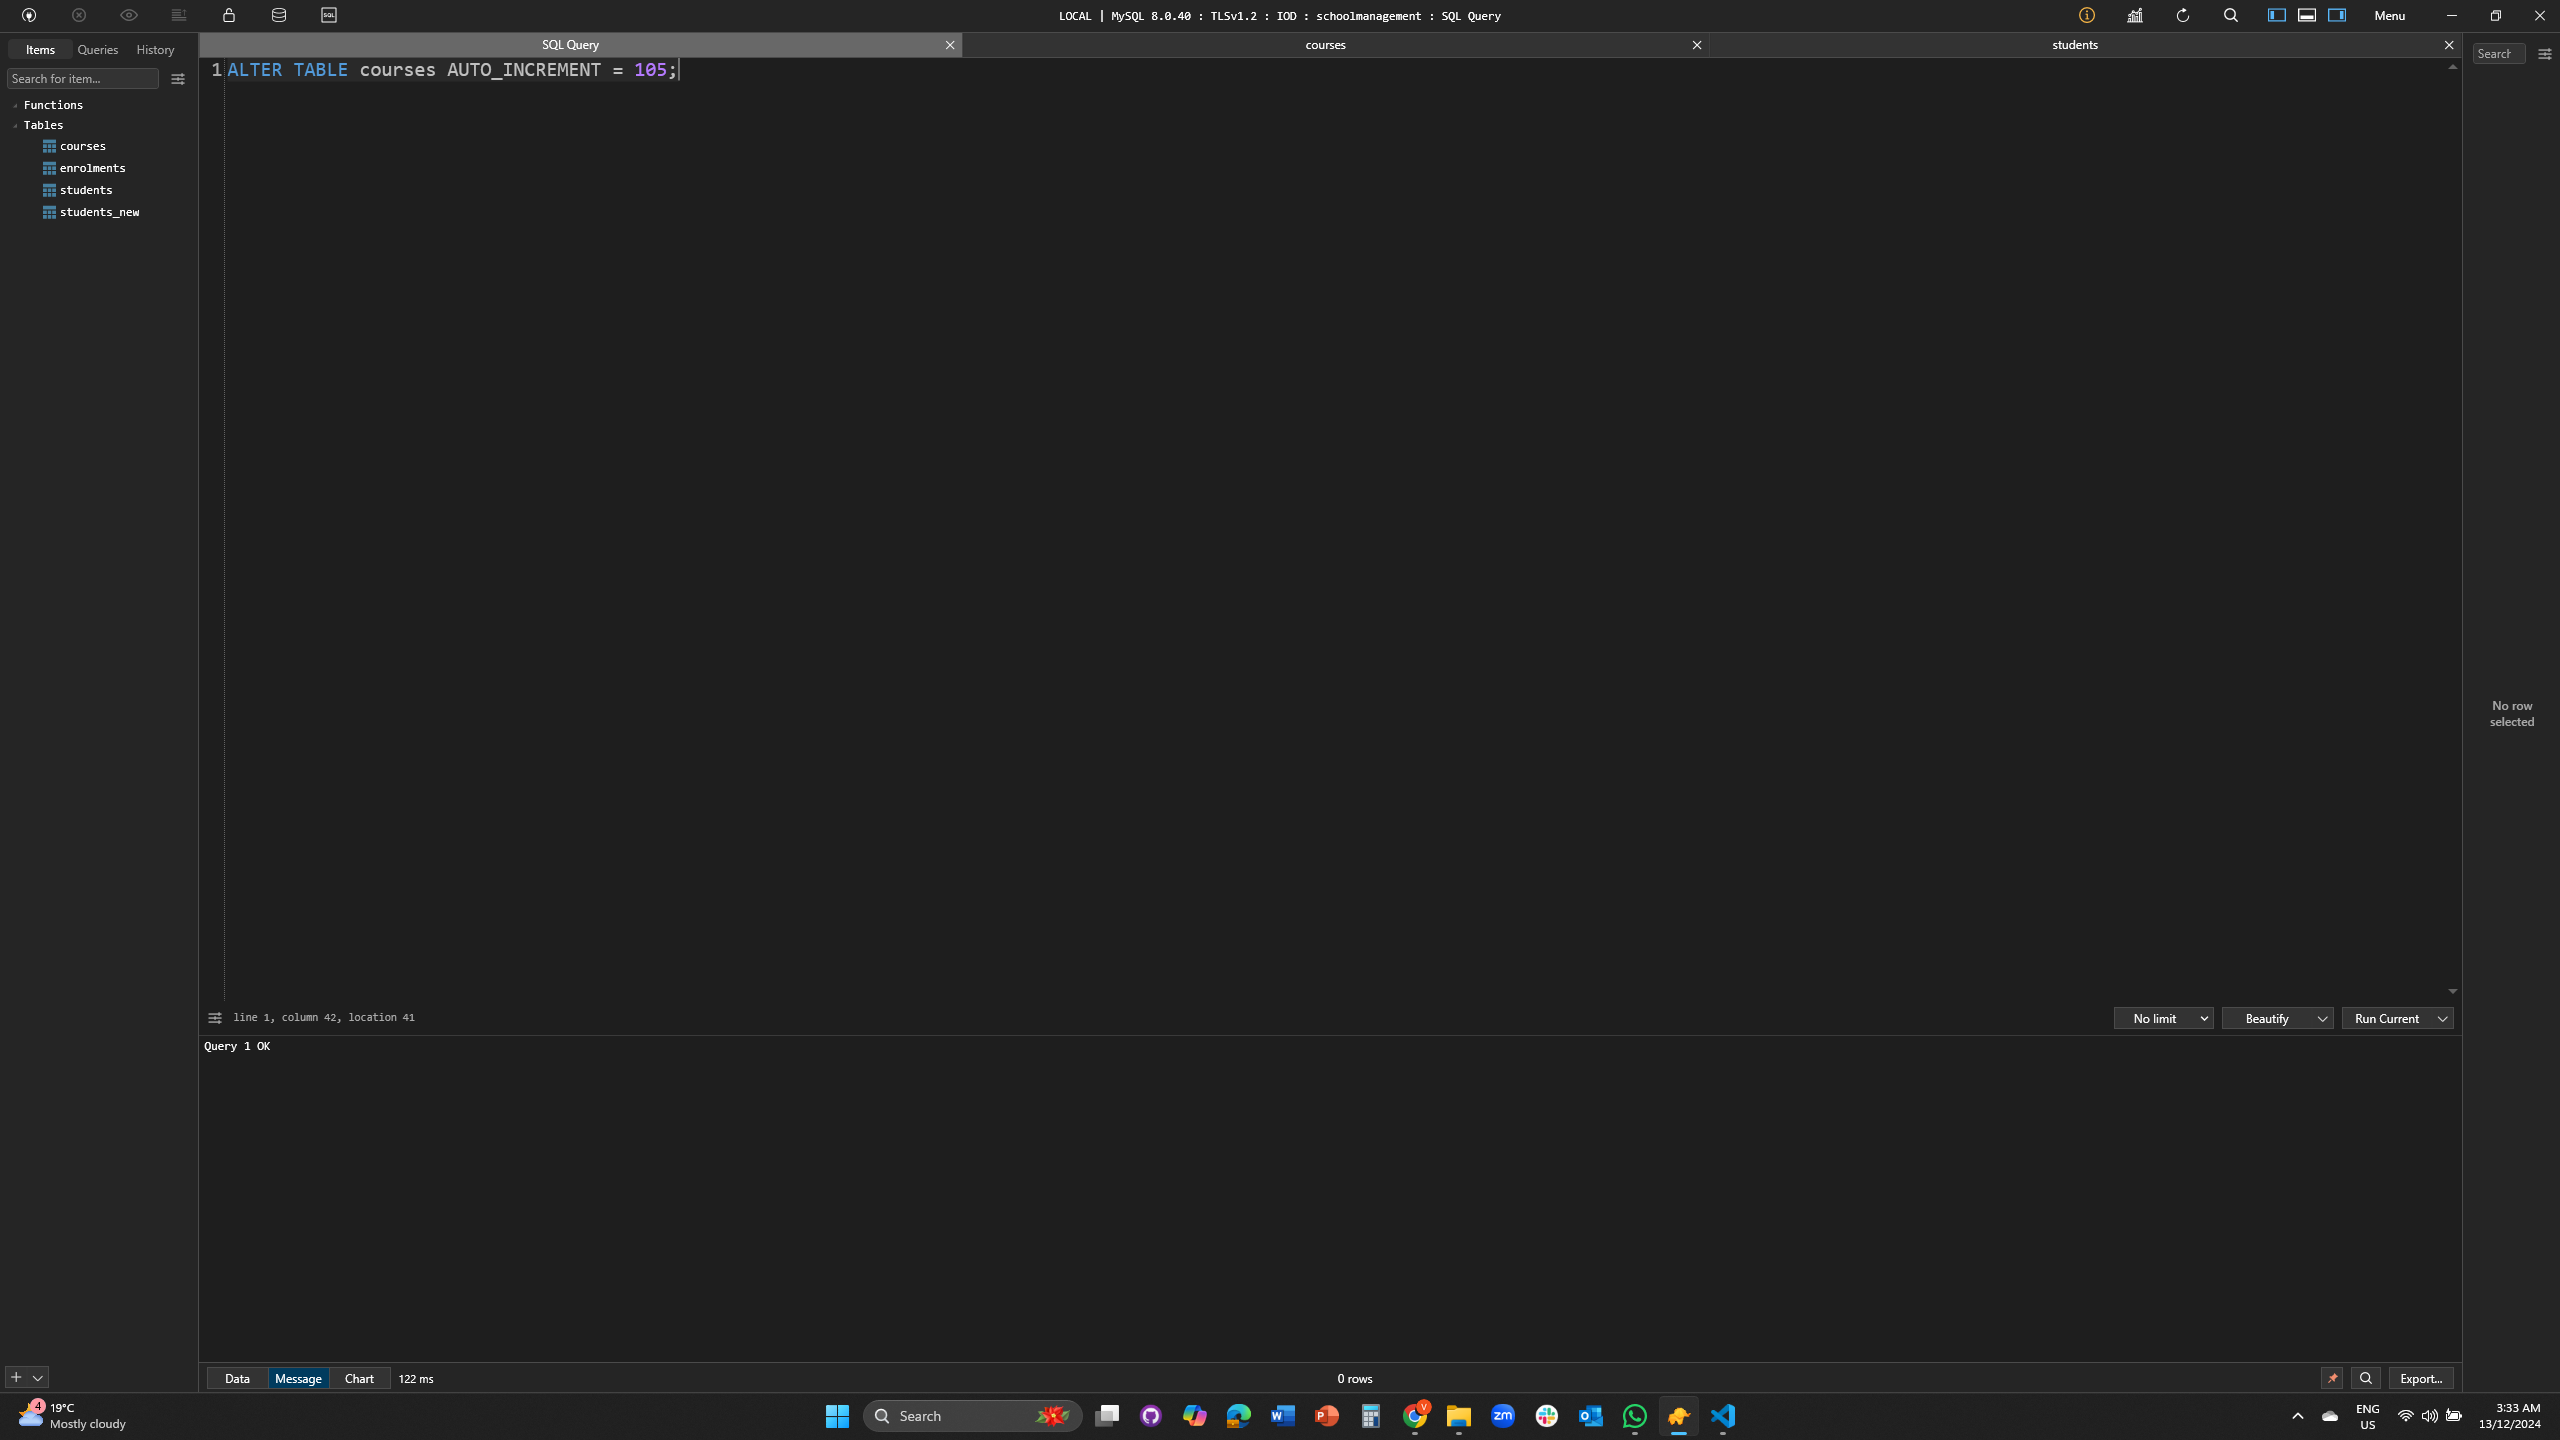 LOCAL | MySQL 8.0.40 : TLSv1.2 : IOD : schoolmanagement : SQL Query
Menu
Items Queries History
SQL Query
courses
students
Search
Search for item...
1 ALTER TABLE courses AUTO_INCREMENT = 105;
Functions
Tables
courses
enrolments
students
students_new
No row
selected
line 1, column 42, location 41
No limit
Beautify
Run Current
Query 1 OK
Data Message Chart 122 ms
0 rows
Export...
4
19°C
Mostly cloudy
Search
V
zm
ENG
US
3:33 AM
13/12/2024